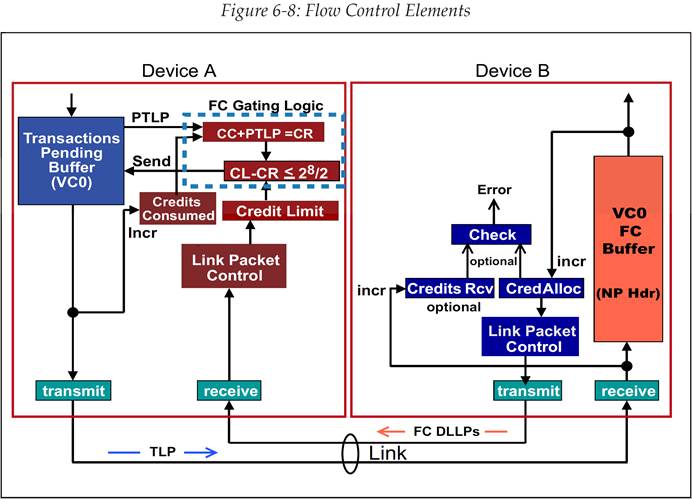 Figure 6-8: Flow Control Elements
Device A
Device B
PTLP
FC Gating Logic
Transactions
Pending
Buffer
(VC0)
CC+PTLP =CR
Send
CL-CR ≤ 2⁸/2
Credits
Consumed
Incr
Credit Limit
Link Packet
Control
transmit
receive
Error
Check
optional
incr
incr
Credits Rcv
optional
CredAlloc
Link Packet
Control
VC0
FC
Buffer
(NP Hdr)
transmit
receive
TLP
Link
FC DLLPs